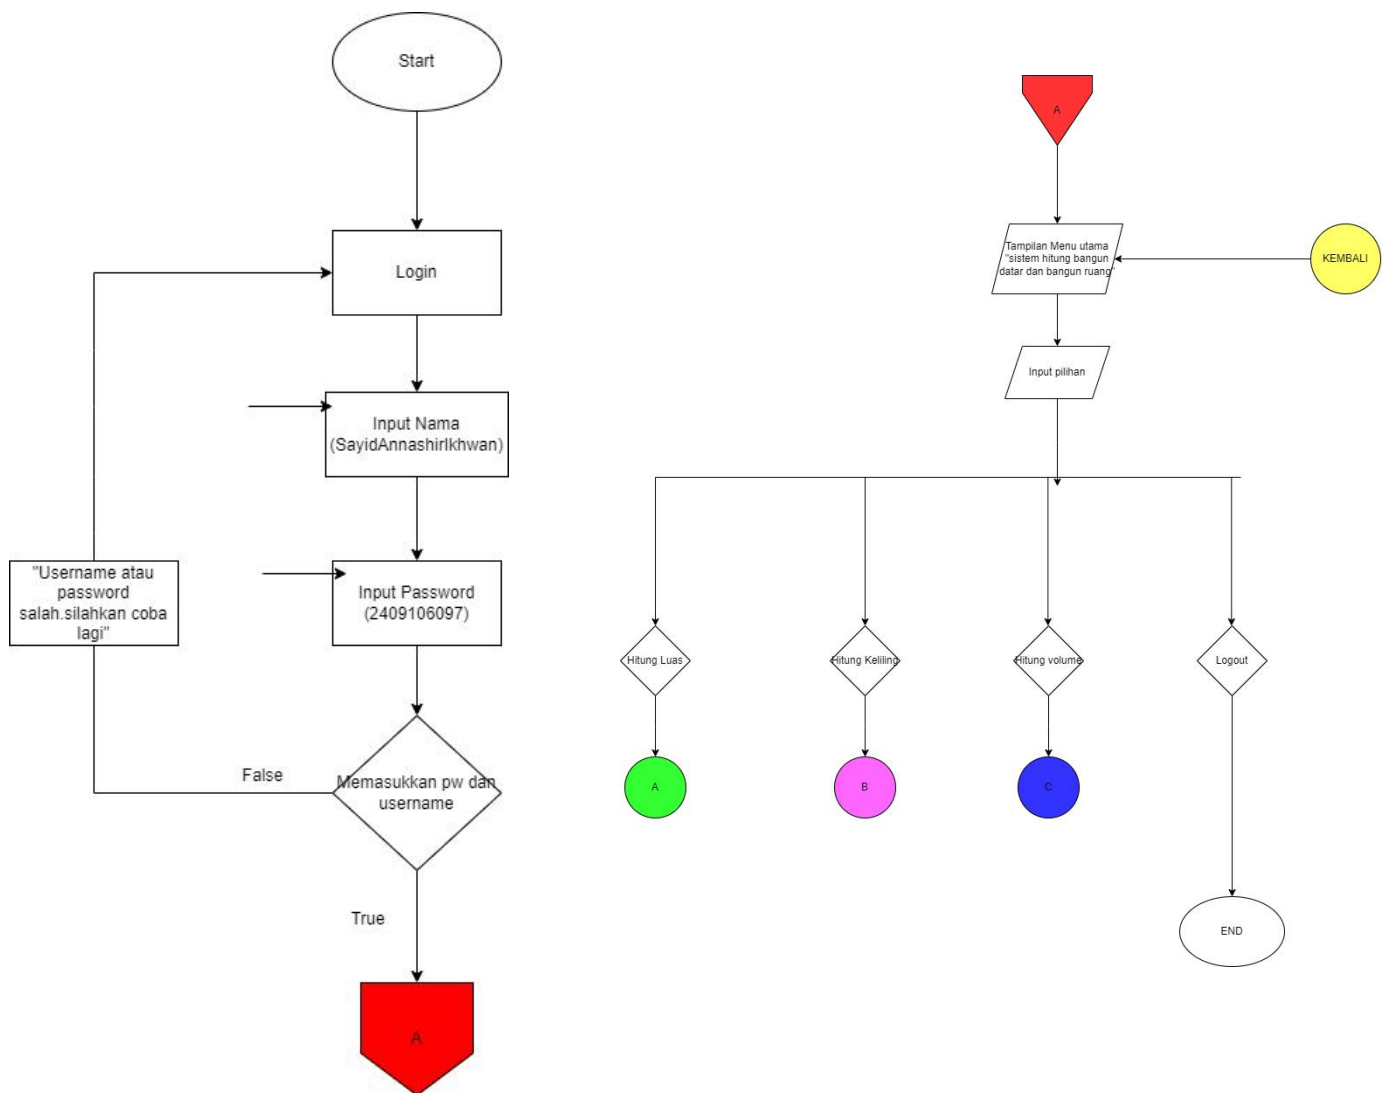 Start
Login
Input Nama
(SayidAnnashirIkhwan)
Input Password
(2409106097)
"Username atau
password
salah.silahkan coba
lagi"
False
Memasukkan pw dan
username
True
A
A
Tampilan Menu utama
"sistem hitung bangun
datar dan bangun ruang"
KEMBALI
Input pilihan
Hitung Luas
Hitung Keliling
Hitung volume
Logout
A
B
C
END